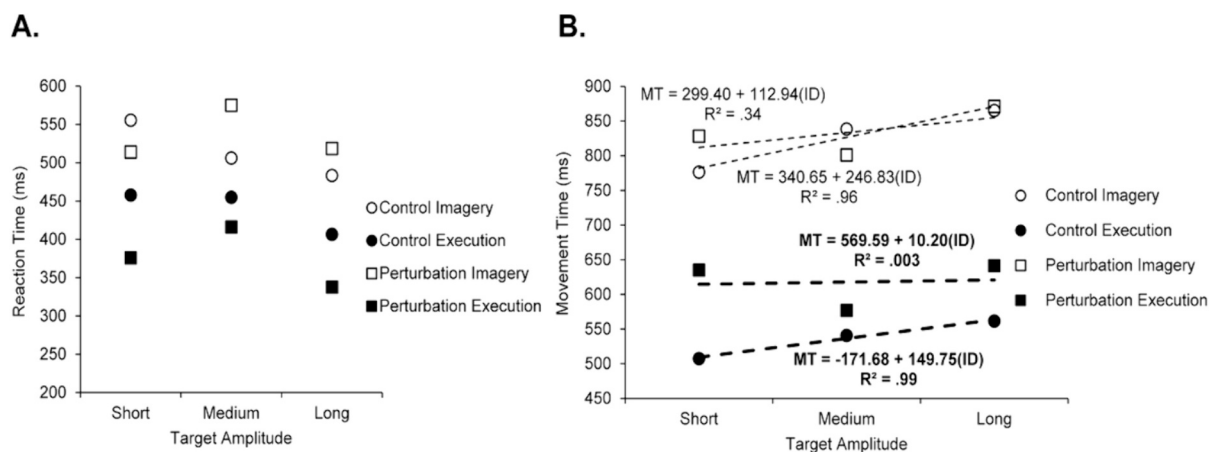 A.
600
550
500
450
400
350
300
250
200
Reaction Time (ms)
Short Medium Long
Target Amplitude
Control Imagery
Control Execution
Perturbation Imagery
Perturbation Execution
B.
900
850
800
750
700
650
600
550
500
450
Movement Time (ms)
MT = 299.40 + 112.94(ID)
R² = .34
MT = 340.65 + 246.83(ID)
R² = .96
MT = 569.59 + 10.20(ID)
R² = .003
MT = -171.68 + 149.75(ID)
R² = .99
Short Medium Long
Target Amplitude
Control Imagery
Control Execution
Perturbation Imagery
Perturbation Execution